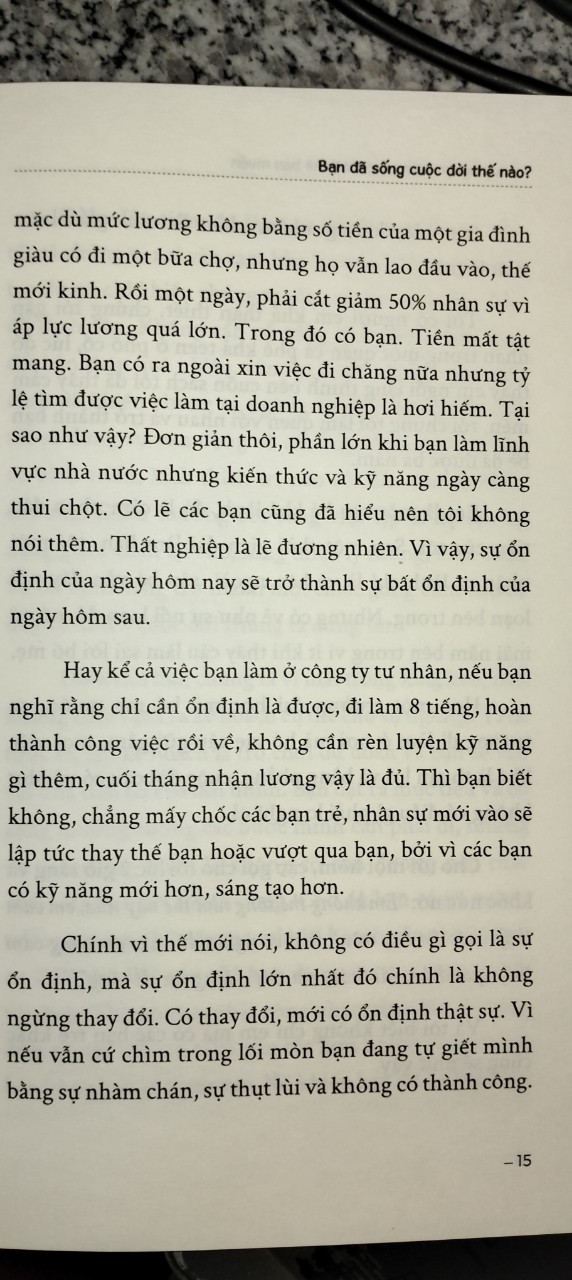 Bạn đã sống cuộc đời thế nào?
mặc dù mức lương không bằng số tiền của một gia đình
giàu có đi một bữa chợ, nhưng họ vẫn lao đầu vào, thế
mới kinh. Rồi một ngày, phải cắt giảm 50% nhân sự vì
áp lực lương quá lớn. Trong đó có bạn. Tiền mất tật
mang. Bạn có ra ngoài xin việc đi chăng nữa nhưng tỷ
lệ tìm được việc làm tại doanh nghiệp là hơi hiếm. Tại
sao như vậy? Đơn giản thôi, phần lớn khi bạn làm lĩnh
vực nhà nước nhưng kiến thức và kỹ năng ngày càng
thui chột. Có lẽ các bạn cũng đã hiểu nên tôi không
nói thêm. Thất nghiệp là lẽ đương nhiên. Vì vậy, sự ổn
định của ngày hôm nay sẽ trở thành sự bất ổn định của
ngày hôm sau.
Hay kể cả việc bạn làm ở công ty tư nhân, nếu bạn
nghĩ rằng chỉ cần ổn định là được, đi làm 8 tiếng, hoàn
thành công việc rồi về, không cần rèn luyện kỹ năng
gì thêm, cuối tháng nhận lương vậy là đủ. Thì bạn biết
không, chẳng mấy chốc các bạn trẻ, nhân sự mới vào sẽ
lập tức thay thế bạn hoặc vượt qua bạn, bởi vì các bạn
có kỹ năng mới hơn, sáng tạo hơn.
Chính vì thế mới nói, không có điều gì gọi là sự
ổn định, mà sự ổn định lớn nhất đó chính là không
ngừng thay đổi. Có thay đổi, mới có ổn định thật sự. Vì
nếu vẫn cứ chìm trong lối mòn bạn đang tự giết mình
bằng sự nhàm chán, sự thụt lùi và không có thành công.
– 15